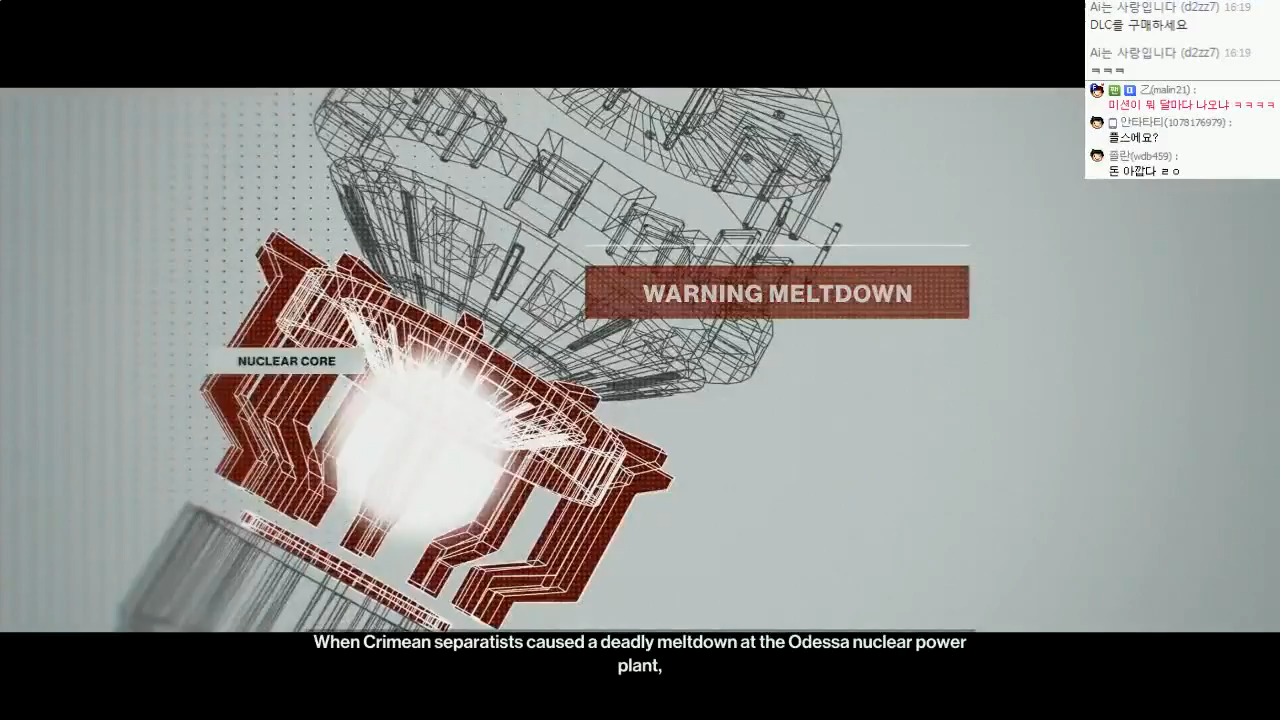 Ai는 사랑입니다 (d2zz7) 16:19
DLC를 구매하세요
Ai는 사랑입니다 (d2zz7) 16:19
ㅋㅋㅋ
팬 乙(malin21) :
미션이 뭐 달마다 나오냐 ㅋㅋㅋㅋ
안타타티(1078176979) :
플스에요?
졸란(wdb459) :
돈 아깝다 ㄹㅇ
WARNING MELTDOWN
NUCLEAR CORE
When Crimean separatists caused a deadly meltdown at the Odessa nuclear power
plant,